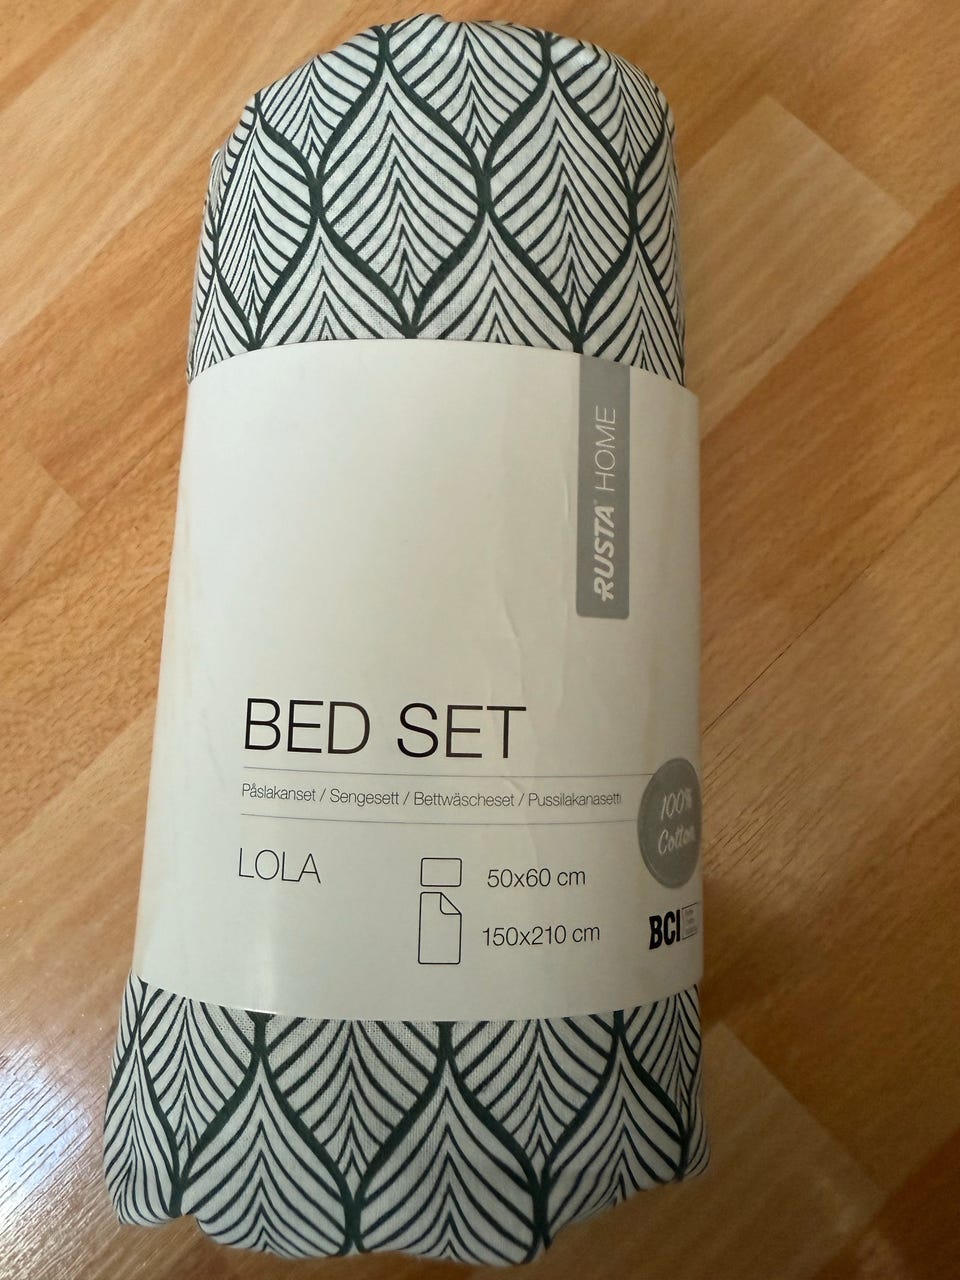 RUSTA HOME
BED SET
Påslakanset / Sengesett / Bettwäscheset / Pussilakanasetti
LOLA
50x60 cm
150x210 cm
100%
Cotton
BCI